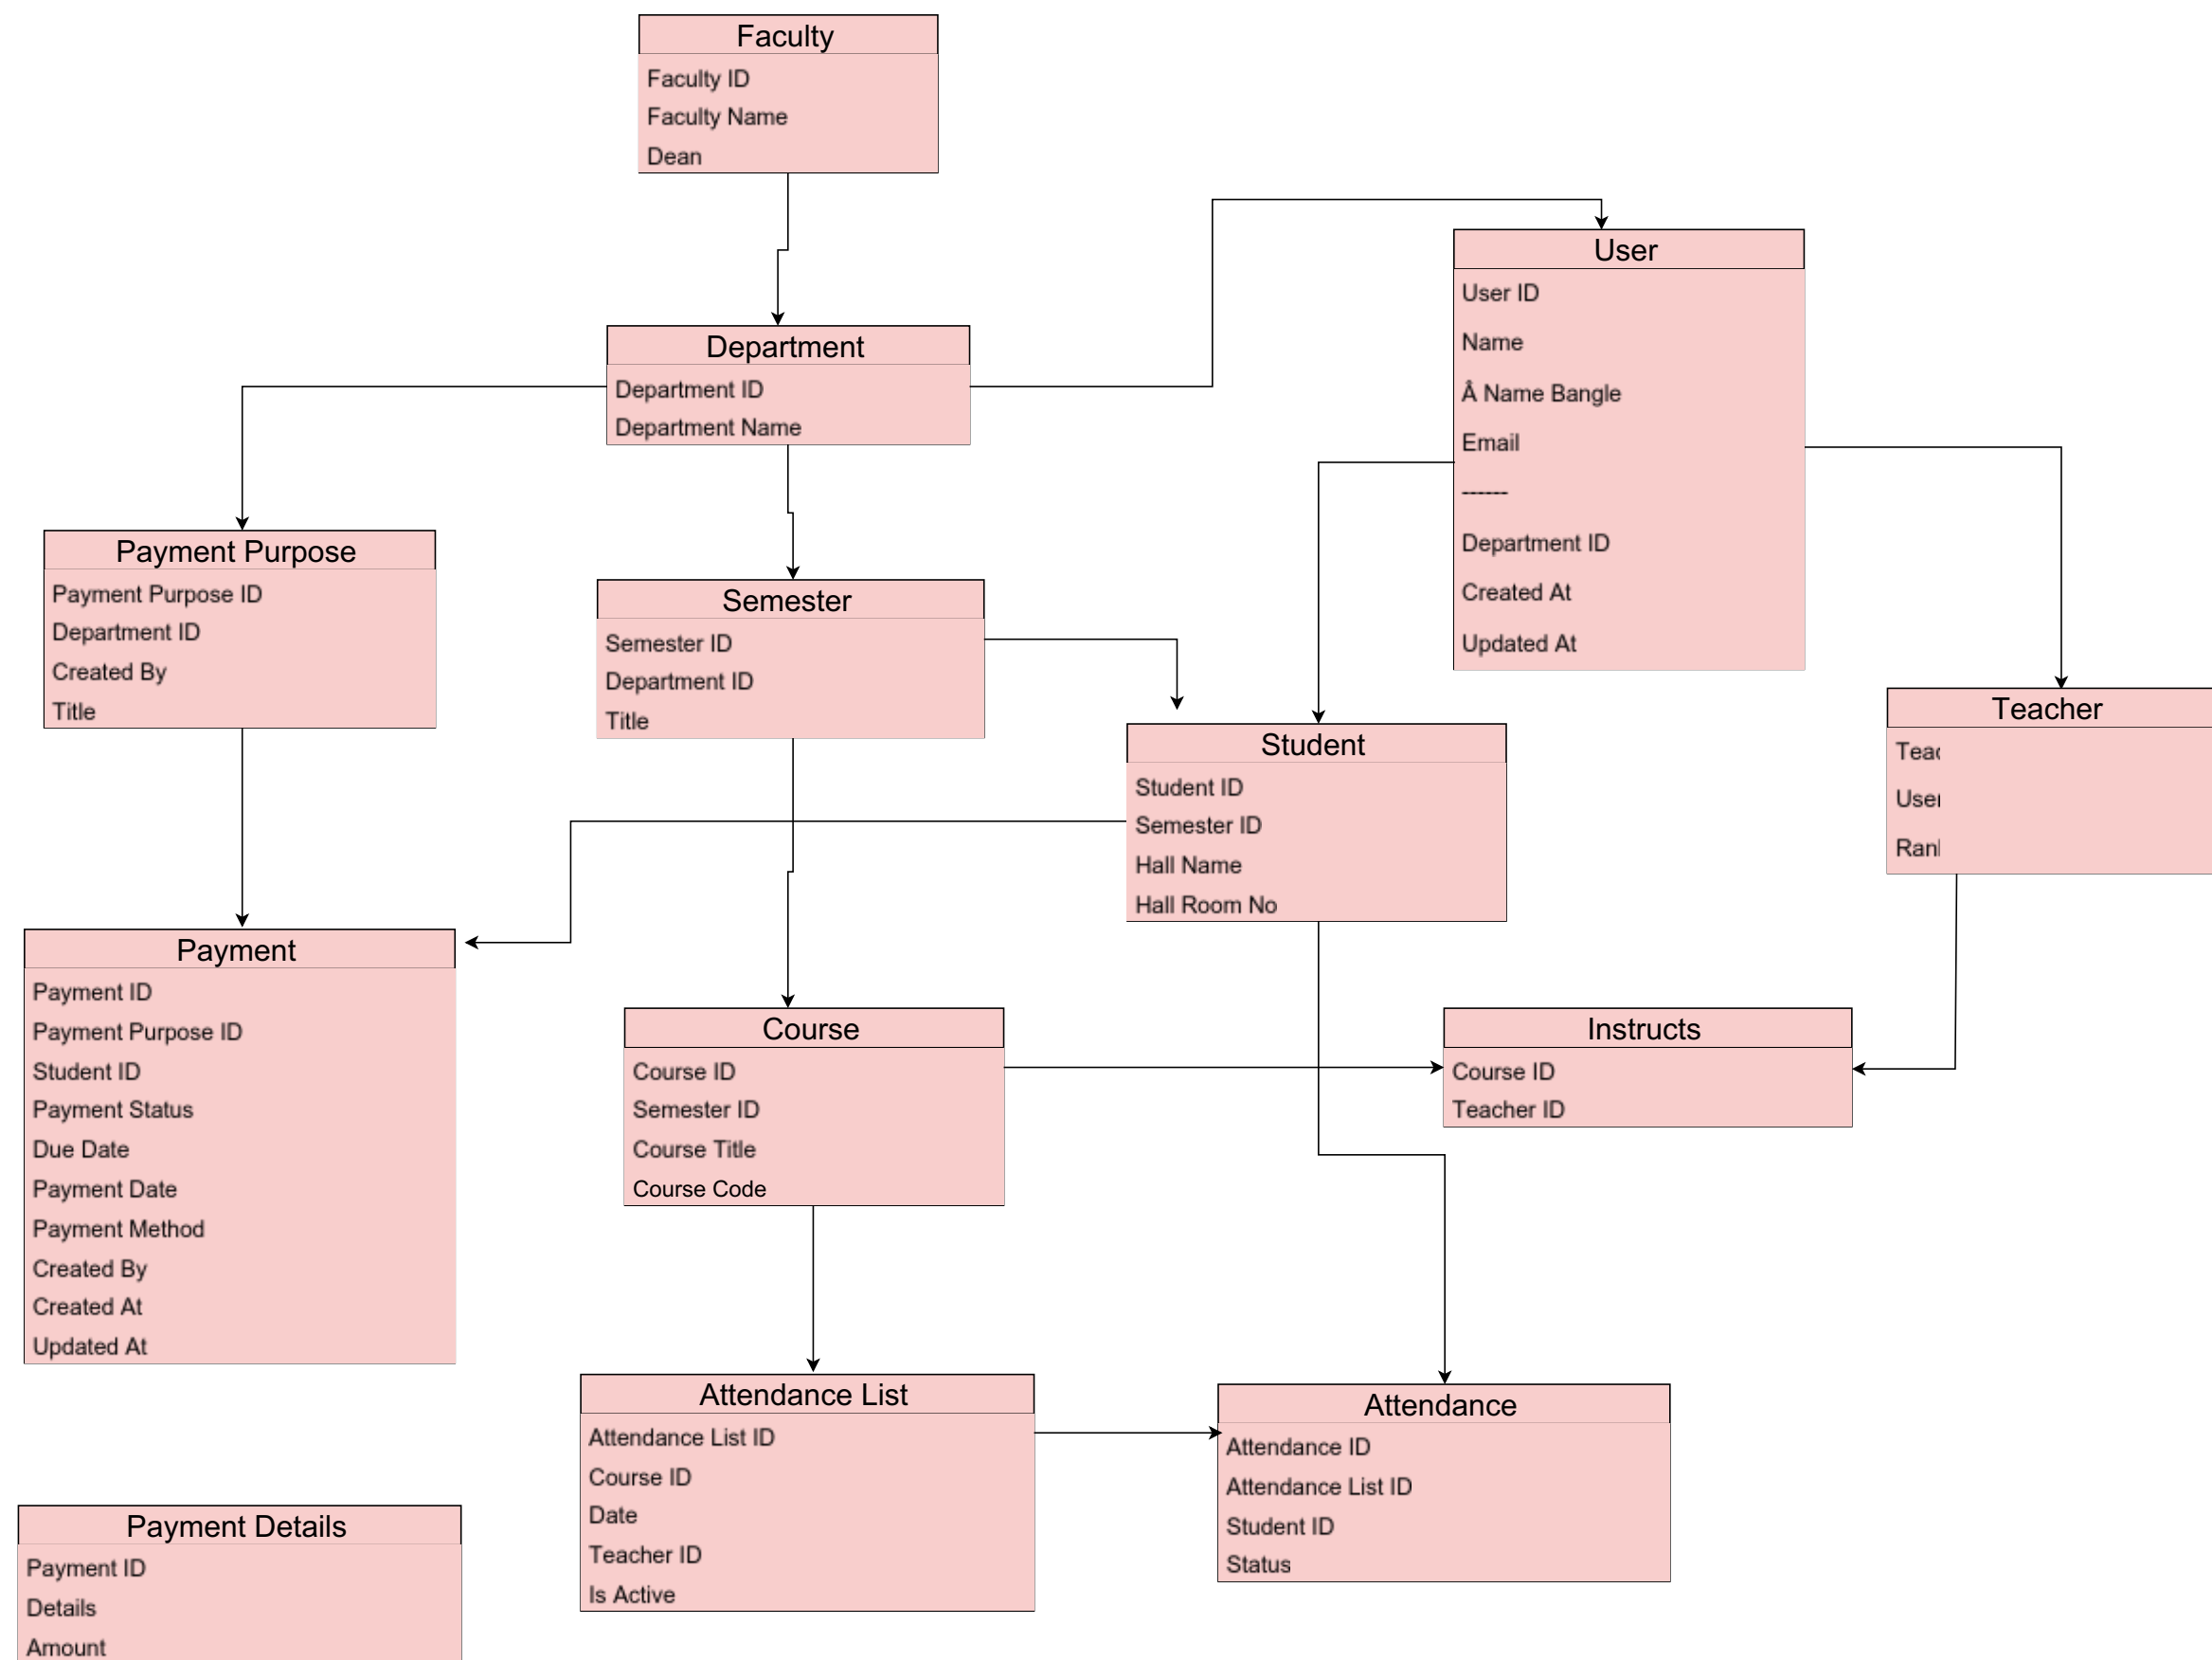 Faculty
Faculty ID
Faculty Name
Dean
User
User ID
Name
Â Name Bangle
Email
------
Department ID
Created At
Updated At
Department
Department ID
Department Name
Payment Purpose
Payment Purpose ID
Department ID
Created By
Title
Semester
Semester ID
Department ID
Title
Student
Student ID
Semester ID
Hall Name
Hall Room No
Teacher
User
Payment
Payment ID
Payment Purpose ID
Student ID
Payment Status
Due Date
Payment Date
Payment Method
Created By
Created At
Updated At
Course
Course ID
Semester ID
Course Title
Course Code
Instructs
Course ID
Teacher ID
Attendance List
Attendance List ID
Course ID
Date
Teacher ID
Is Active
Attendance
Attendance ID
Attendance List ID
Student ID
Status
Payment Details
Payment ID
Details
Amount